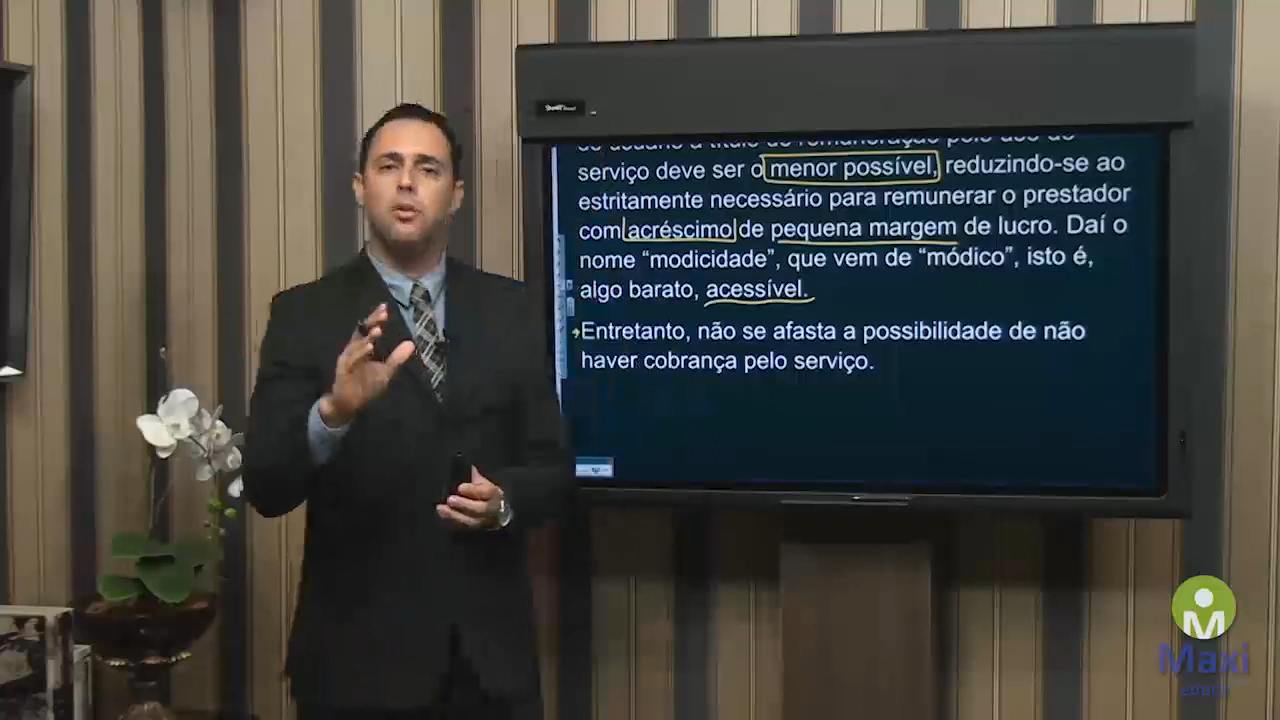 serviço deve ser o menor possível, reduzindo-se ao
estritamente necessário para remunerar o prestador
com acréscimo de pequena margem de lucro. Daí o
nome “modicidade”, que vem de “módico”, isto é,
algo barato, acessível.
Entretanto, não se afasta a possibilidade de não
haver cobrança pelo serviço.
Maxi